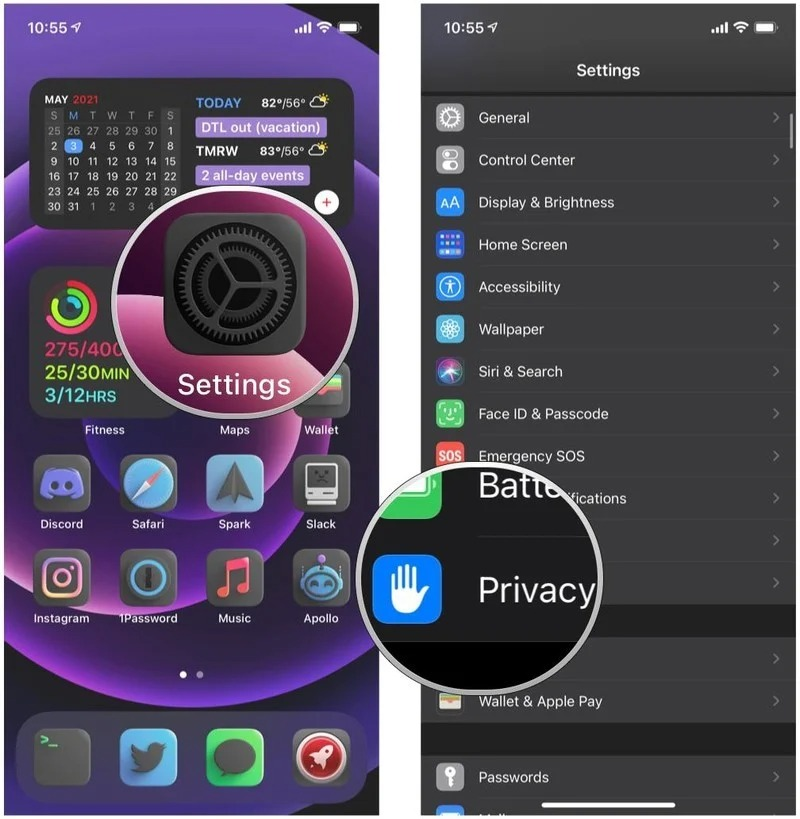 10:55
MAY 2021
S M T W T F S
25 26 27 28 29 30 1
2 3 4 5 6 7 8
9 10 11 12 13 14 15
16 17 18 19 20 21 22
23 24 25 26 27 28 29
30 31 1 2 3 4
TODAY 82°/56°
DTL out (vacation)
TMRW 83°/56°
2 all-day events
+
Settings
275/400
25/30MIN
3/12HRS
Fitness
Maps
Wallet
Discord
Safari
Spark
Slack
Instagram
1Password
Music
Apollo
>_
10:55
Settings
General
Control Center
AA Display & Brightness
Home Screen
Accessibility
Wallpaper
Siri & Search
Face ID & Passcode
SOS Emergency SOS
ifications
Batte
Privacy
Wallet & Apple Pay
Passwords